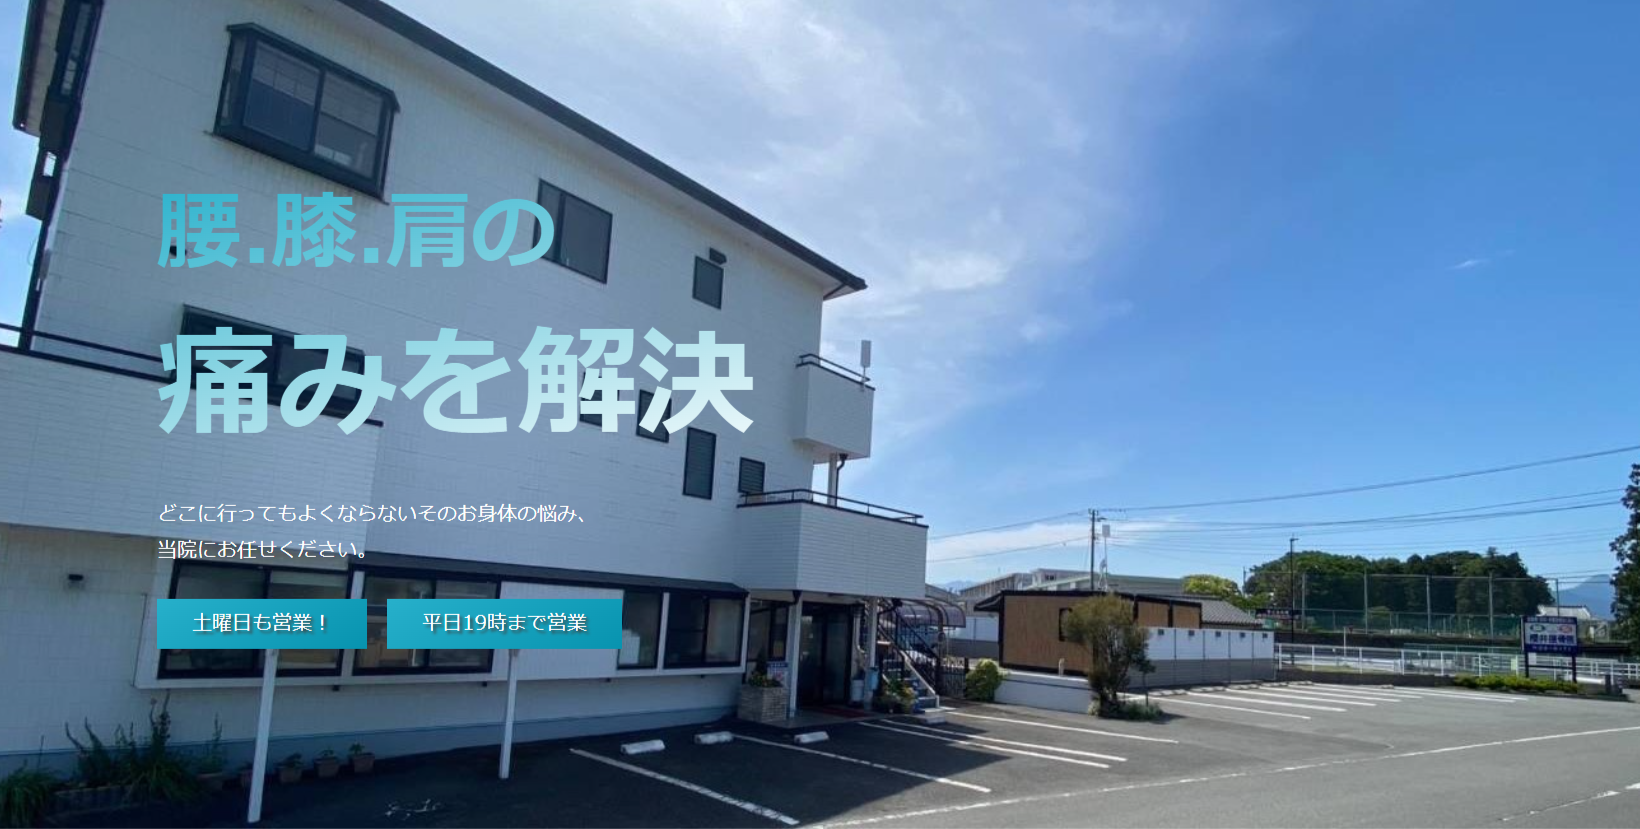 腰.膝.肩の
痛みを解決
どこに行ってもよくならないそのお身体の悩み、
当院にお任せください。
土曜日も営業！
平日19時まで営業